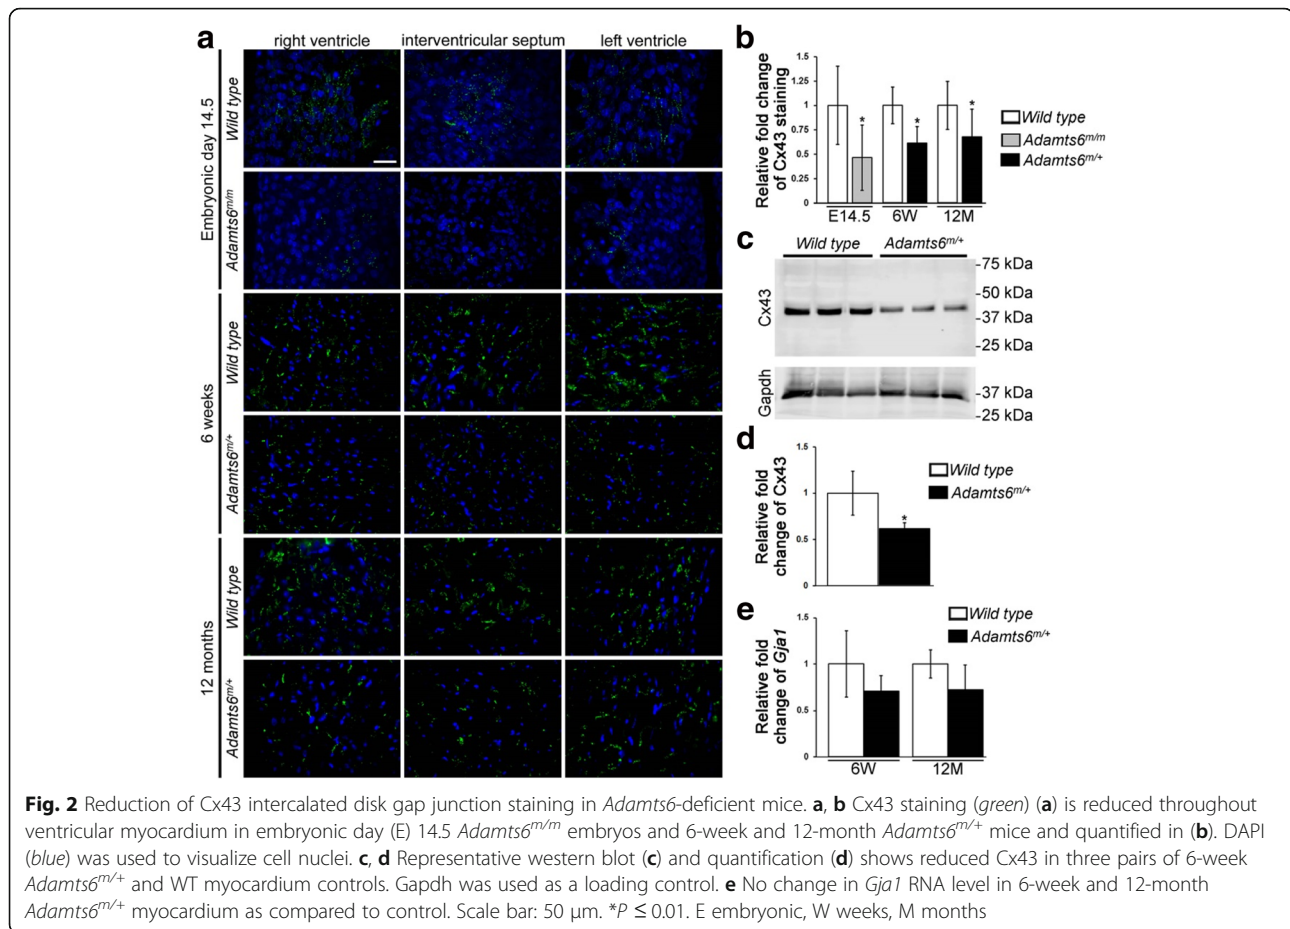 a
right ventricle interventricular septum left ventricle
Embryonic day 14.5
Wild type
Adamts6m/m
6 weeks
Wild type
Adamts6m/+
12 months
Wild type
Adamts6m/+
b
Relative fold change
of Cx43 staining
1.5
1.25
1
0.75
0.5
0.25
0
* * *
E14.5 6W 12M
Wild type
Adamts6m/m
Adamts6m/+
c
Wild type Adamts6m/+
Cx43
-75 kDa
-50 kDa
-37 kDa
-25 kDa
Gapdh
-37 kDa
-25 kDa
d
Relative fold
change of Cx43
1.5
1
0.5
0
*
Wild type
Adamts6m/+
e
Relative fold
change of Gja1
1.5
1
0.5
0
6W 12M
Wild type
Adamts6m/+
Fig. 2 Reduction of Cx43 intercalated disk gap junction staining in Adamts6-deficient mice. a, b Cx43 staining (green) (a) is reduced throughout
ventricular myocardium in embryonic day (E) 14.5 Adamts6m/m embryos and 6-week and 12-month Adamts6m/+ mice and quantified in (b). DAPI
(blue) was used to visualize cell nuclei. c, d Representative western blot (c) and quantification (d) shows reduced Cx43 in three pairs of 6-week
Adamts6m/+ and WT myocardium controls. Gapdh was used as a loading control. e No change in Gja1 RNA level in 6-week and 12-month
Adamts6m/+ myocardium as compared to control. Scale bar: 50 μm. *P ≤ 0.01. E embryonic, W weeks, M months